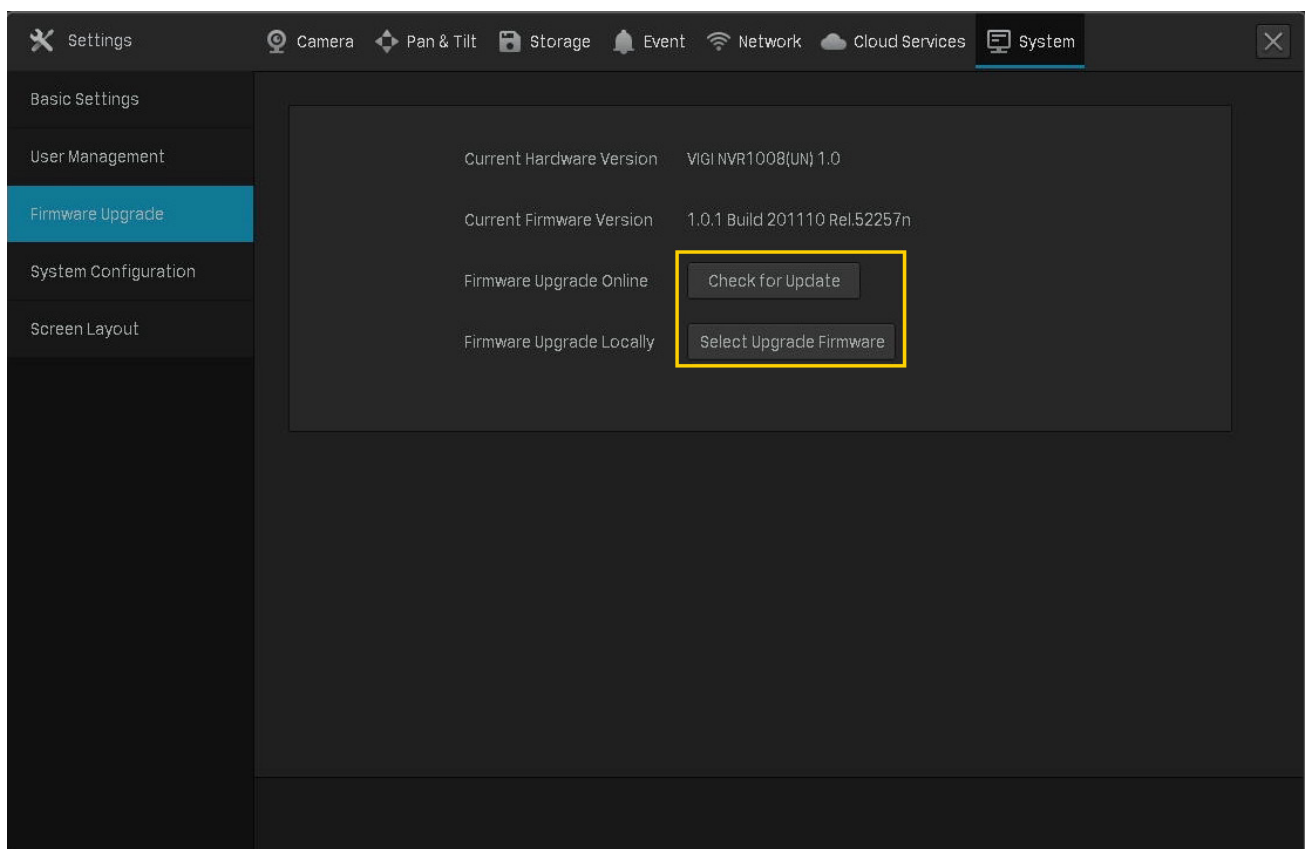 Settings Camera Pan & Tilt Storage Event Network Cloud Services System
Basic Settings
User Management
Firmware Upgrade
System Configuration
Screen Layout
Current Hardware Version VIGI NVR1008(UN) 1.0
Current Firmware Version 1.0.1 Build 201110 Rel.52257n
Firmware Upgrade Online Check for Update
Firmware Upgrade Locally Select Upgrade Firmware